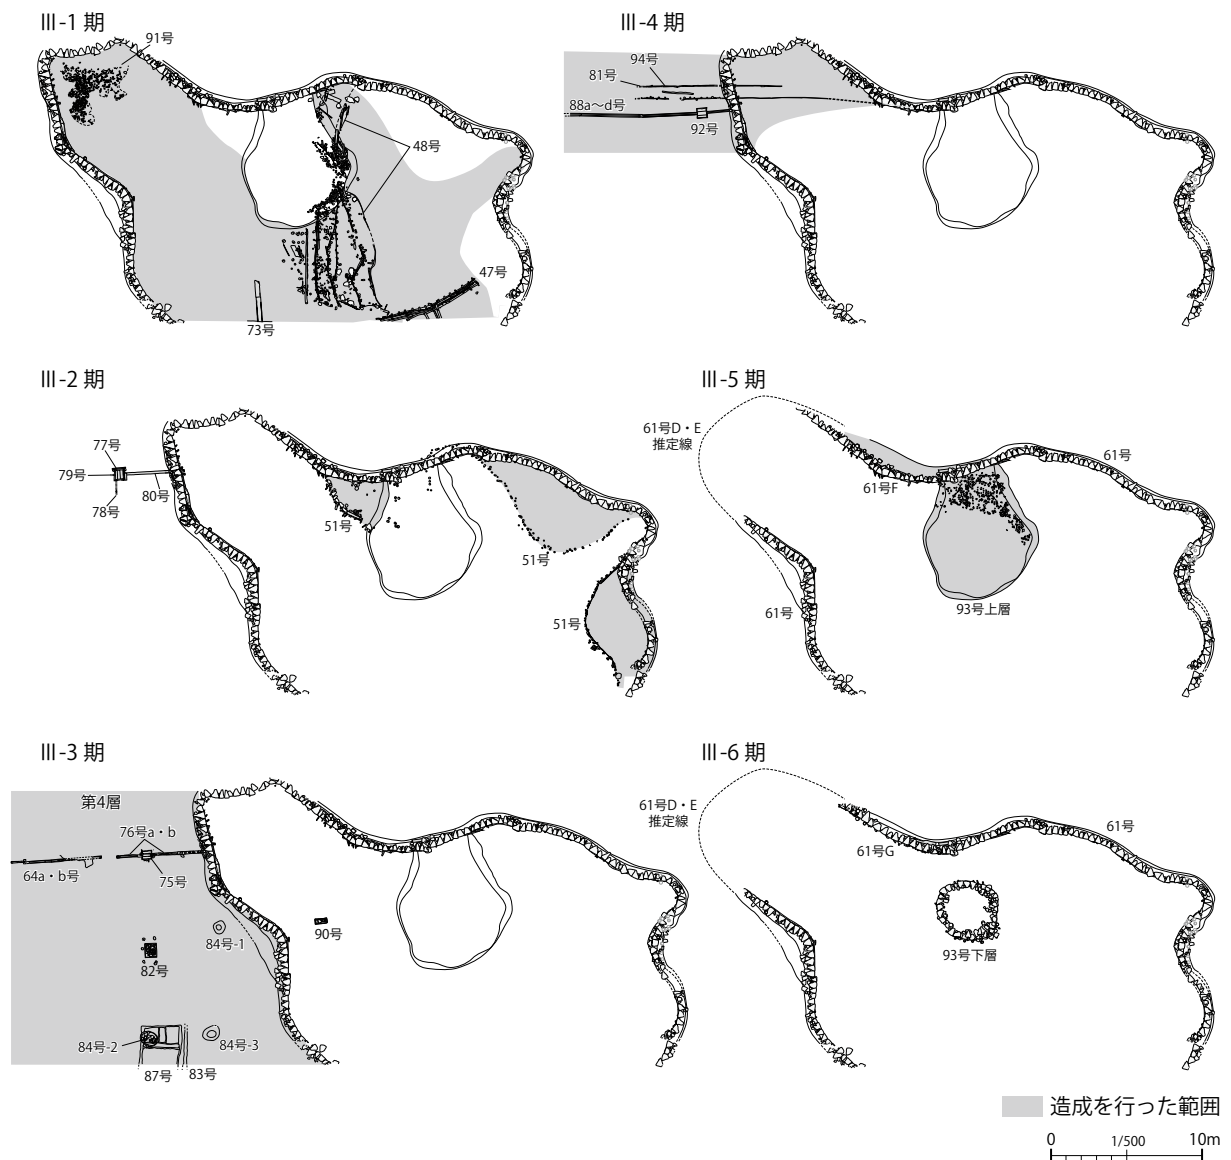 Ⅲ-1 期
91号
48号
47号
73号
Ⅲ-4 期
94号
81号
88a〜d号
92号
Ⅲ-2 期
77号
79号
78号
80号
51号
51号
51号
Ⅲ-5 期
61号D・E
推定線
61号
61号F
61号
93号上層
Ⅲ-3 期
第4層
76号a・b
64a・b号
75号
84号-1
90号
82号
84号-2
84号-3
87号
83号
Ⅲ-6 期
61号D・E
推定線
61号
61号G
93号下層
造成を行った範囲
0
1/500
10m